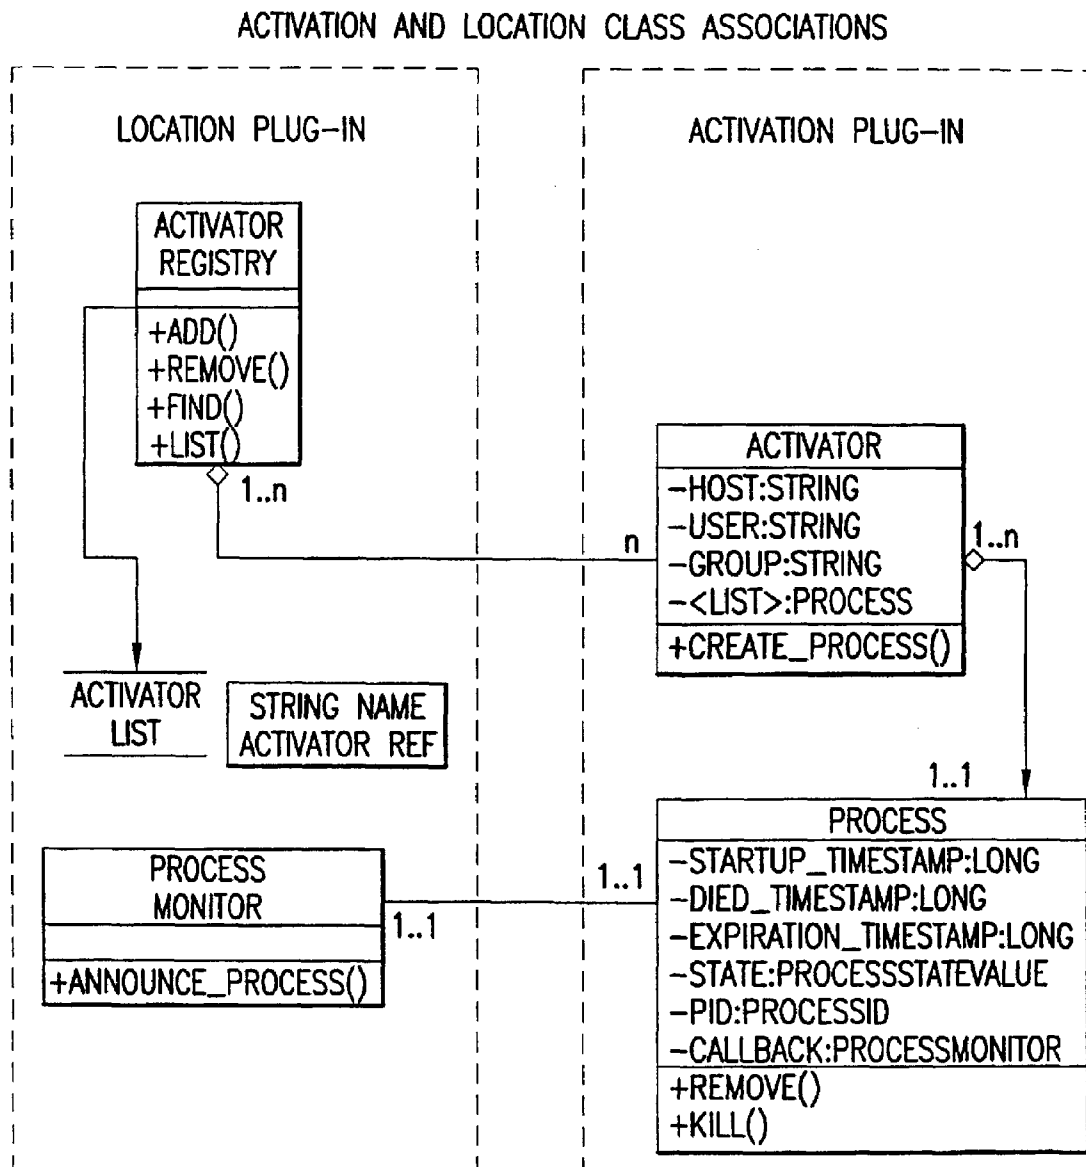 ACTIVATION AND LOCATION CLASS ASSOCIATIONS
LOCATION PLUG-IN
ACTIVATOR
REGISTRY
+ADD()
+REMOVE()
+FIND()
+LIST()
1..n
n
ACTIVATOR
LIST
STRING NAME
ACTIVATOR REF
PROCESS
MONITOR
+ANNOUNCE_PROCESS()
1..1
1..1
ACTIVATION PLUG-IN
ACTIVATOR
-HOST:STRING
-USER:STRING
-GROUP:STRING
-<LIST>:PROCESS
+CREATE_PROCESS()
1..n
1..1
PROCESS
-STARTUP_TIMESTAMP:LONG
-DIED_TIMESTAMP:LONG
-EXPIRATION_TIMESTAMP:LONG
-STATE:PROCESSSTATEVALUE
-PID:PROCESSID
-CALLBACK:PROCESSMONITOR
+REMOVE()
+KILL()